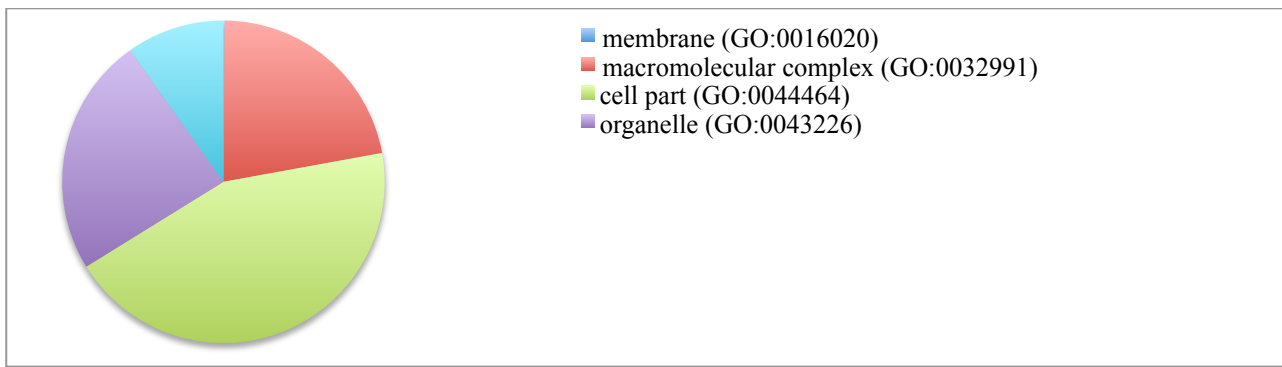 membrane (GO:0016020)
macromolecular complex (GO:0032991)
cell part (GO:0044464)
organelle (GO:0043226)